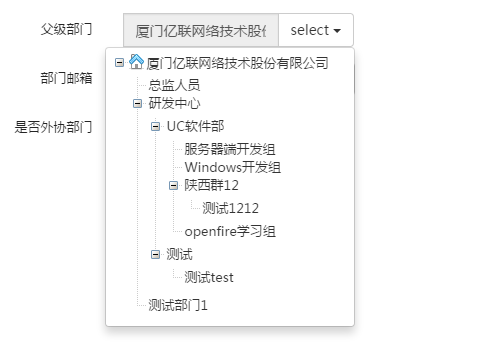 父级部门
厦门亿联网络技术股份
select
厦门亿联网络技术股份有限公司
总监人员
部门邮箱
研发中心
是否外协部门
UC软件部
服务器端开发组
Windows开发组
陕西群12
测试1212
openfire学习组
测试
测试test
测试部门1